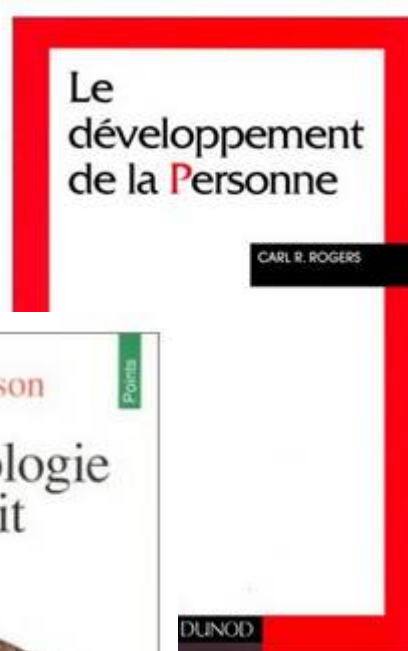 Le
développement
de la Personne
CARL R. ROGERS
DUNOD
son
Points
logie
it